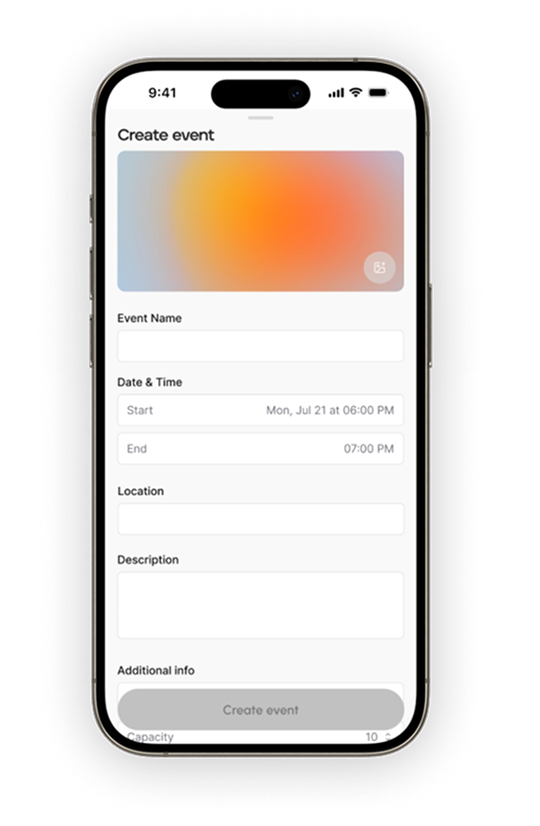 9:41
Create event
Event Name
Date & Time
Start Mon, Jul 21 at 06:00 PM
End 07:00 PM
Location
Description
Additional info
Create event
Capacity 10